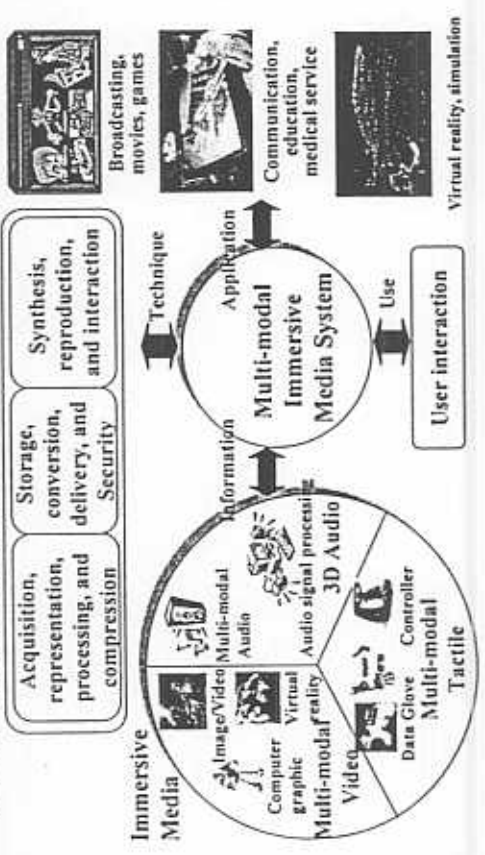 Acquisition,
representation,
processing, and
compression
Storage,
conversion,
delivery, and
Security
Synthesis,
reproduction,
and interaction
Technique
Immersive
Media
Image/Video
Computer
graphic
Virtual
reality
Multi-modal
Video
Multi-modal
Audio
Audio signal processing
3D Audio
Data Glove
Controller
Multi-modal
Tactile
Information
Multi-modal
Immersive
Media System
Application
Use
User interaction
Broadcasting,
movies, games
Communication,
education,
medical service
Virtual reality, simulation